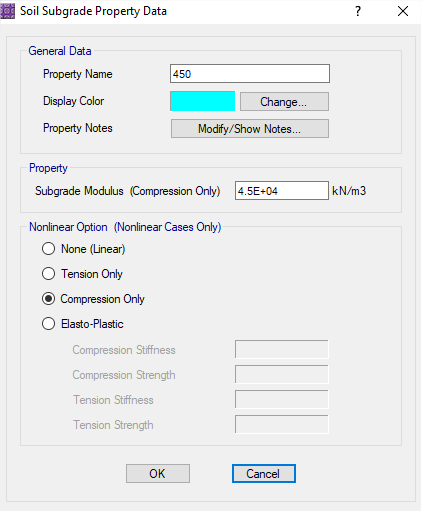 Soil Subgrade Property Data
General Data
Property Name 450
Display Color Change...
Property Notes Modify/Show Notes...
Property
Subgrade Modulus (Compression Only) 4.5E+04 kN/m3
Nonlinear Option (Nonlinear Cases Only)
None (Linear)
Tension Only
Compression Only
Elasto-Plastic
Compression Stiffness
Compression Strength
Tension Stiffness
Tension Strength
OK Cancel